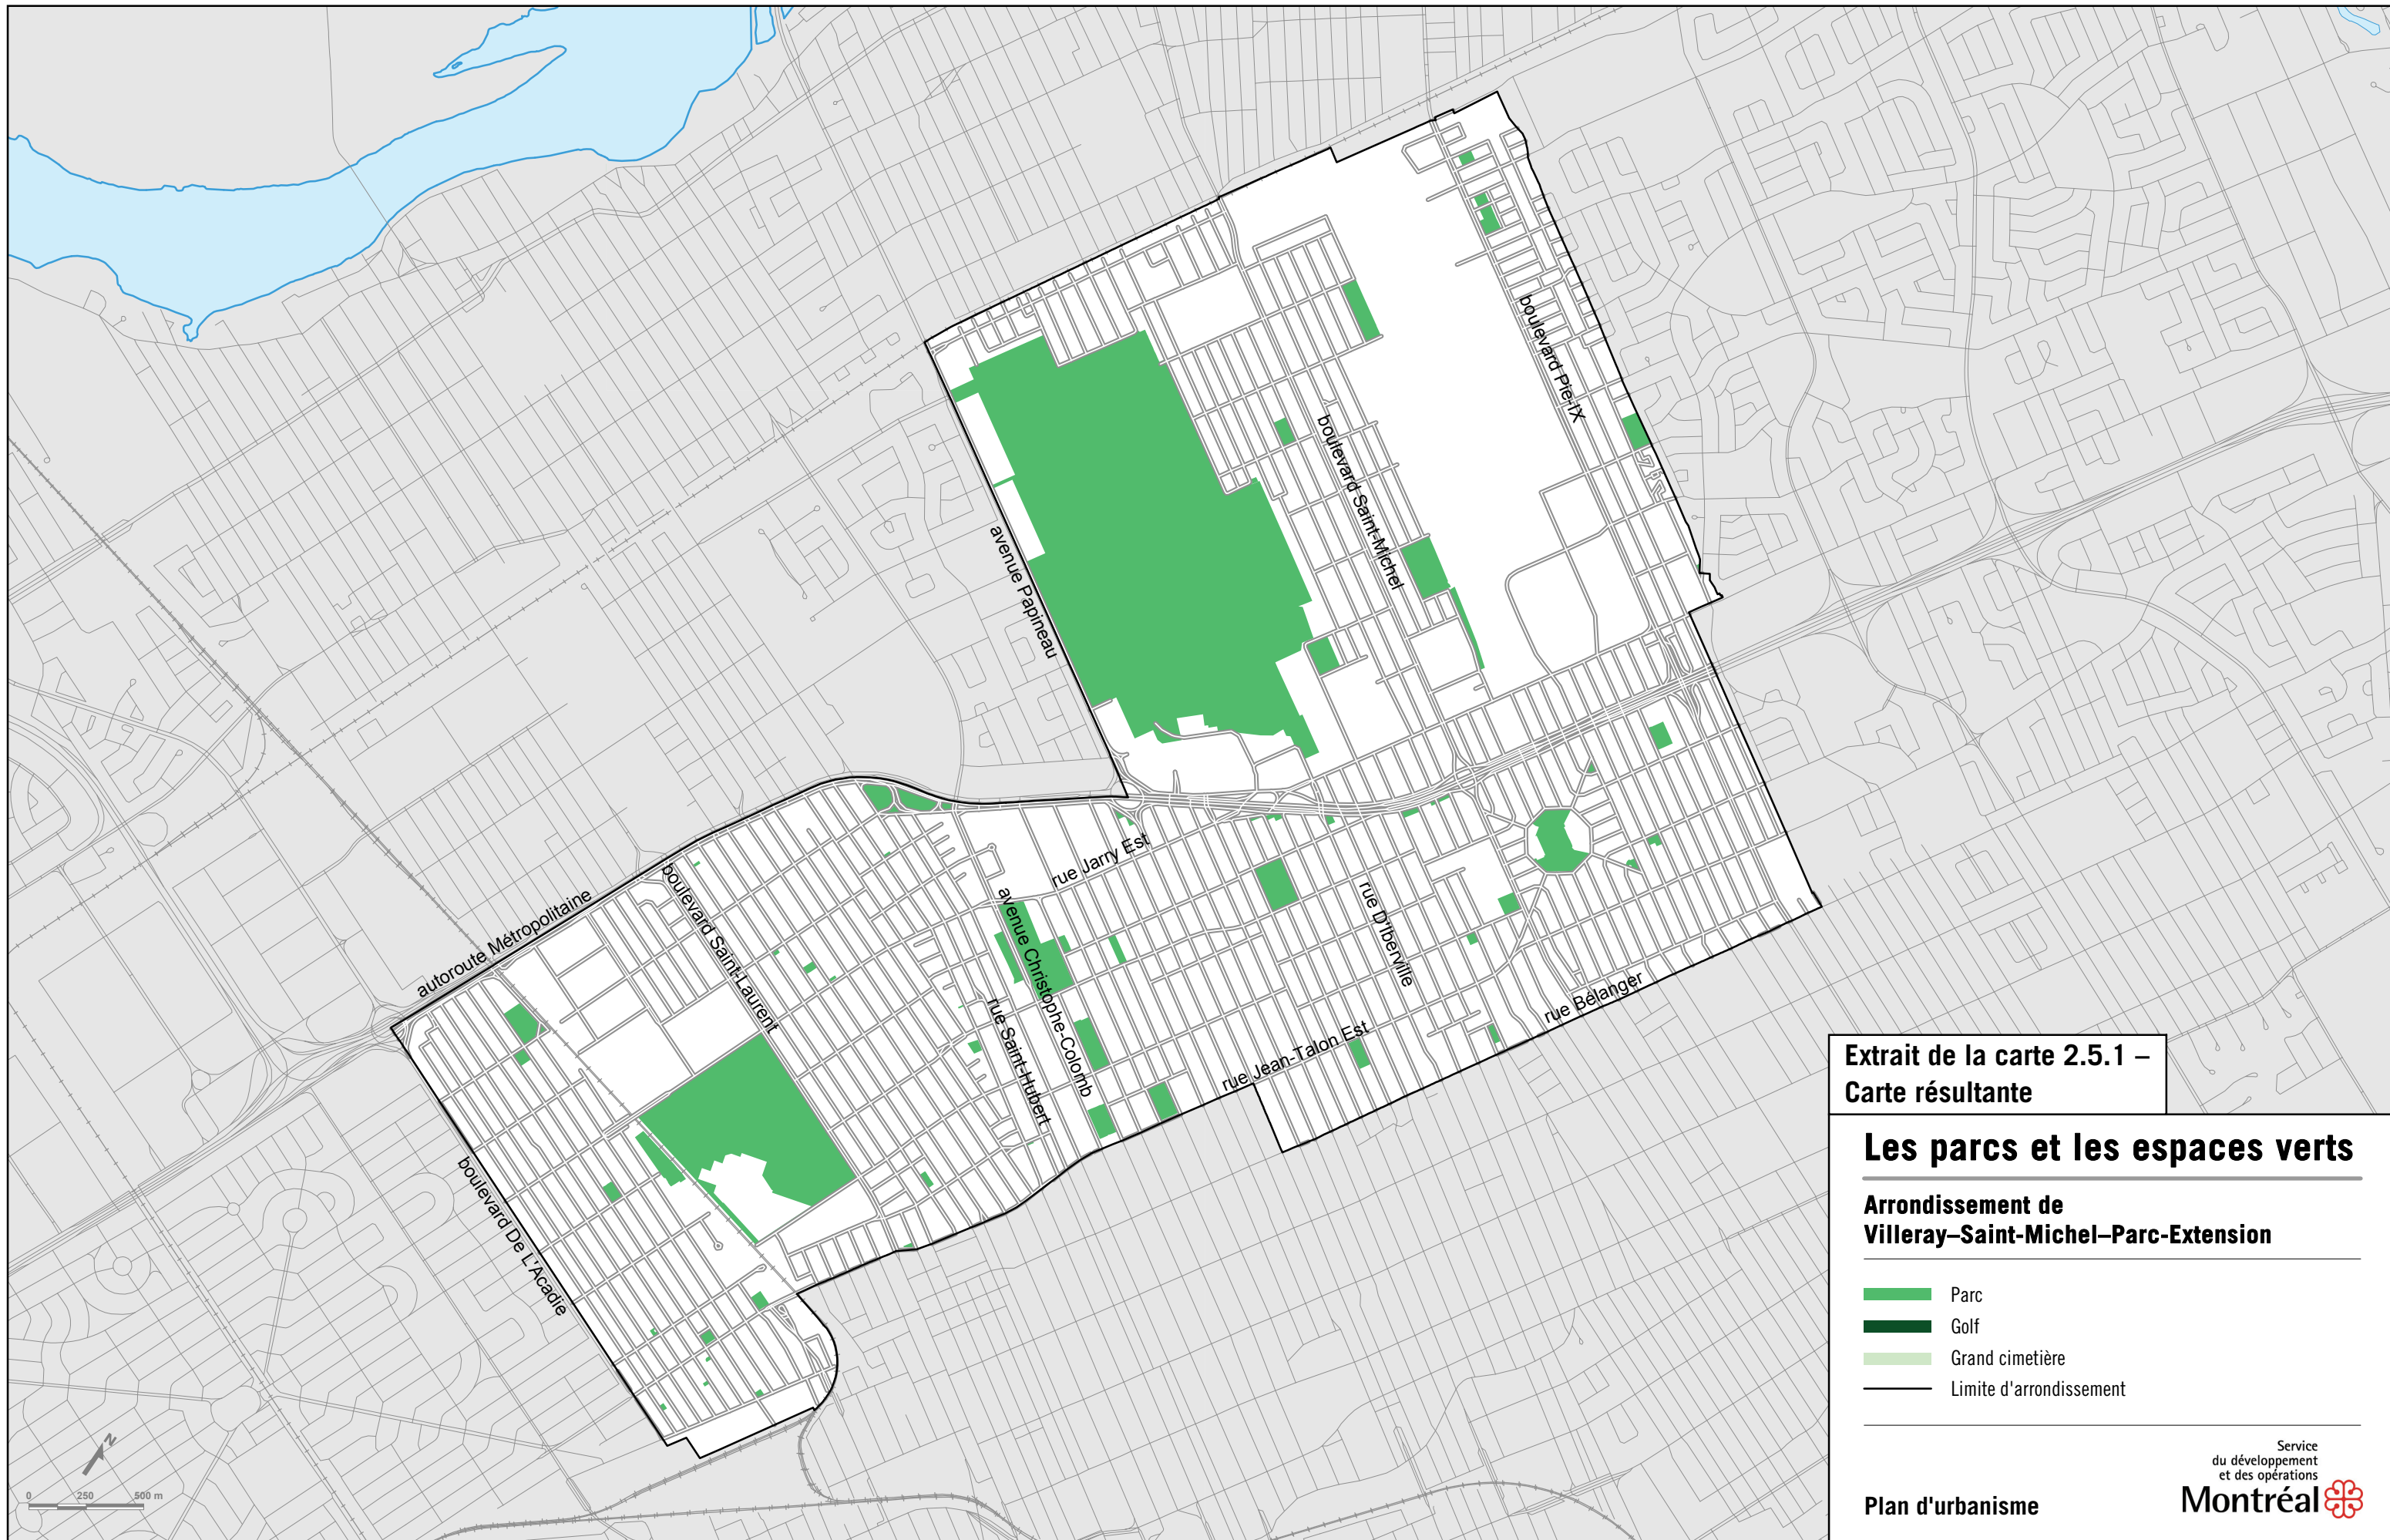 boulevard Pie-IX
boulevard Saint-Michel
avenue Papineau
rue Jarry Est
autoroute Métropolitaine
boulevard Saint-Laurent
avenue Christophe-Colomb
rue D'Iberville
rue Saint-Hubert
rue Bélanger
rue Jean-Talon Est
boulevard De L'Acadie
Extrait de la carte 2.5.1 –
Carte résultante
Les parcs et les espaces verts
Arrondissement de
Villeray–Saint-Michel–Parc-Extension
Parc
Golf
Grand cimetière
Limite d'arrondissement
N
0 250 500 m
Service
du développement
et des opérations
Plan d'urbanisme
Montréal